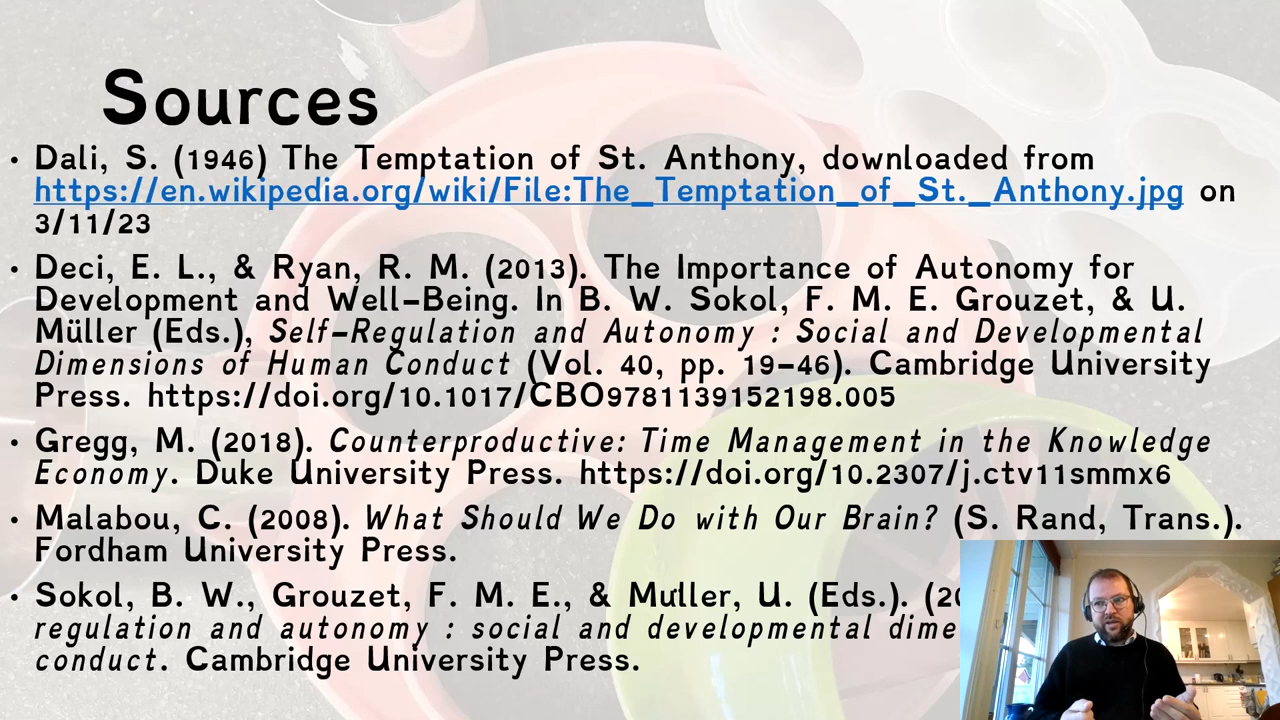 Sources
• Dali, S. (1946) The Temptation of St. Anthony, downloaded from
https://en.wikipedia.org/wiki/File:The_Temptation_of_St._Anthony.jpg on
3/11/23
• Deci, E. L., & Ryan, R. M. (2013). The Importance of Autonomy for
Development and Well-Being. In B. W. Sokol, F. M. E. Grouzet, & U.
Müller (Eds.), Self-Regulation and Autonomy : Social and Developmental
Dimensions of Human Conduct (Vol. 40, pp. 19–46). Cambridge University
Press. https://doi.org/10.1017/CBO9781139152198.005
• Gregg, M. (2018). Counterproductive: Time Management in the Knowledge
Economy. Duke University Press. https://doi.org/10.2307/j.ctv11smmx6
• Malabou, C. (2008). What Should We Do with Our Brain? (S. Rand, Trans.).
Fordham University Press.
• Sokol, B. W., Grouzet, F. M. E., & Müller, U. (Eds.).
regulation and autonomy : social and developmental
conduct. Cambridge University Press.